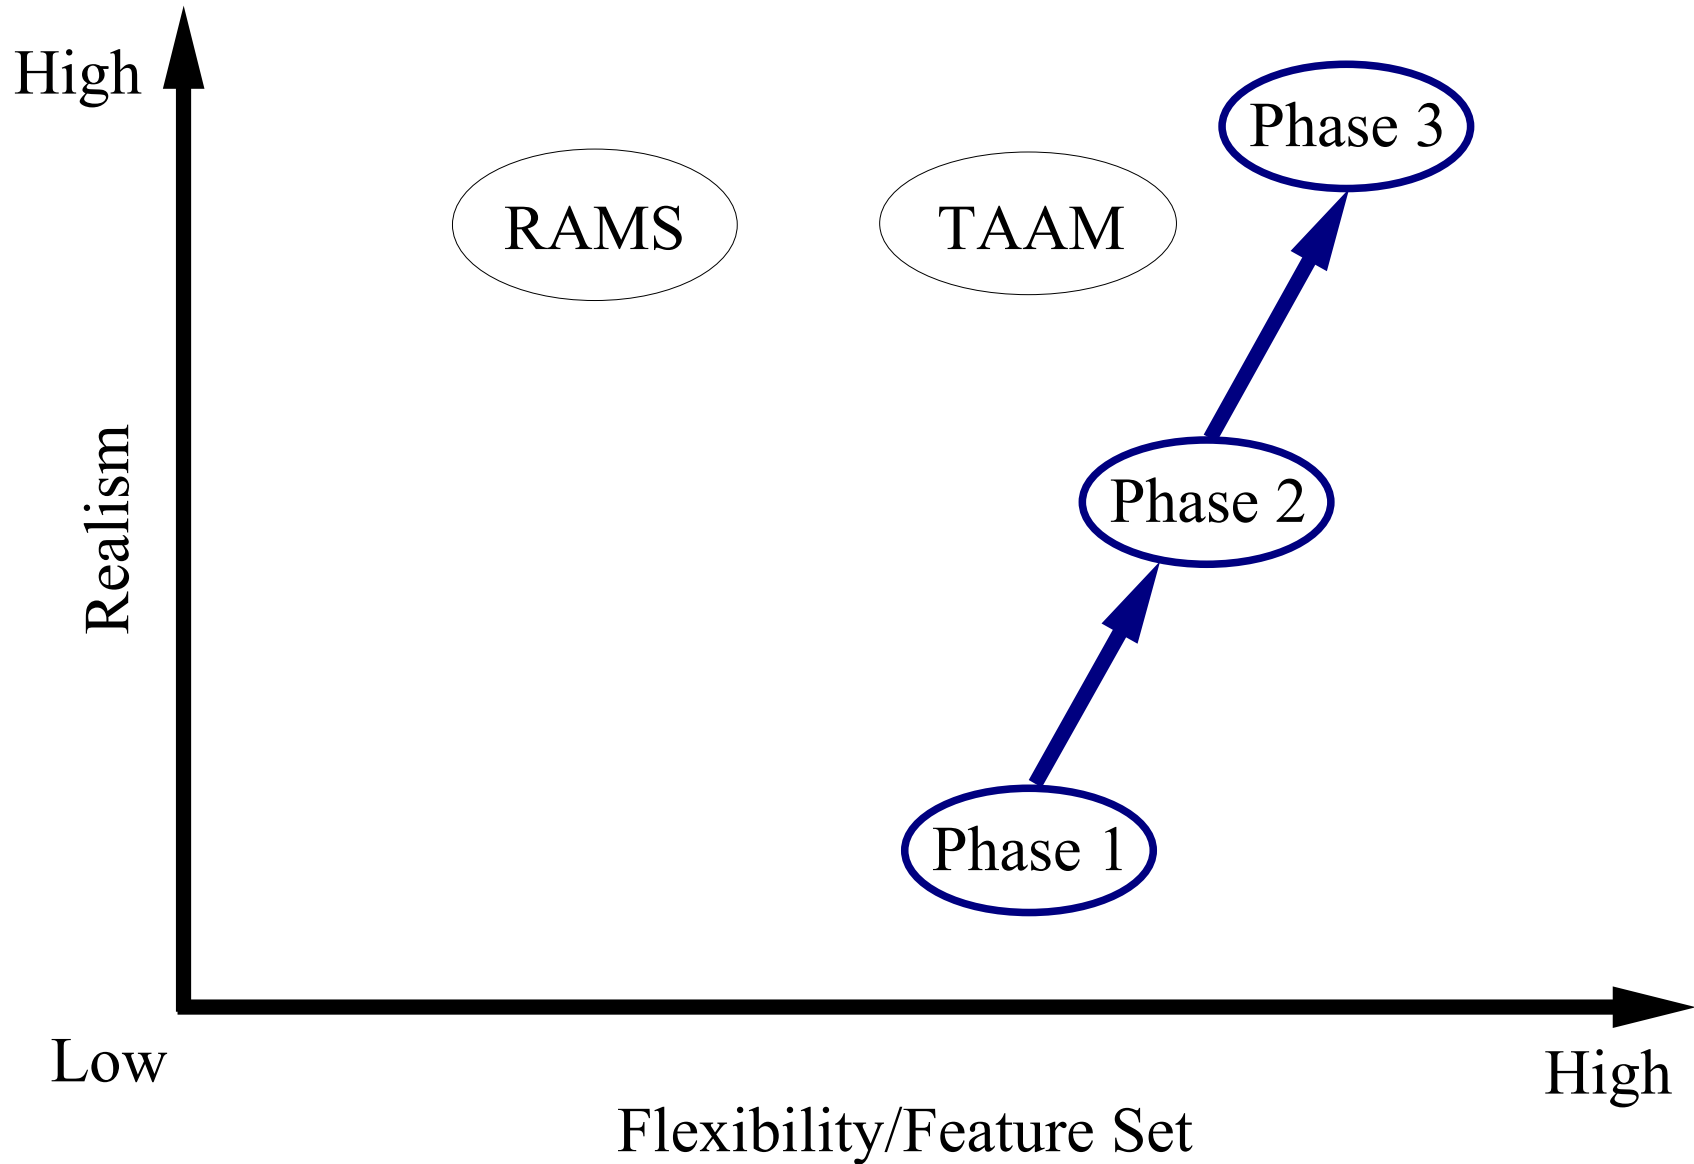 High
Phase 3
RAMS
TAAM
Realism
Phase 2
Phase 1
Low
High
Flexibility/Feature Set